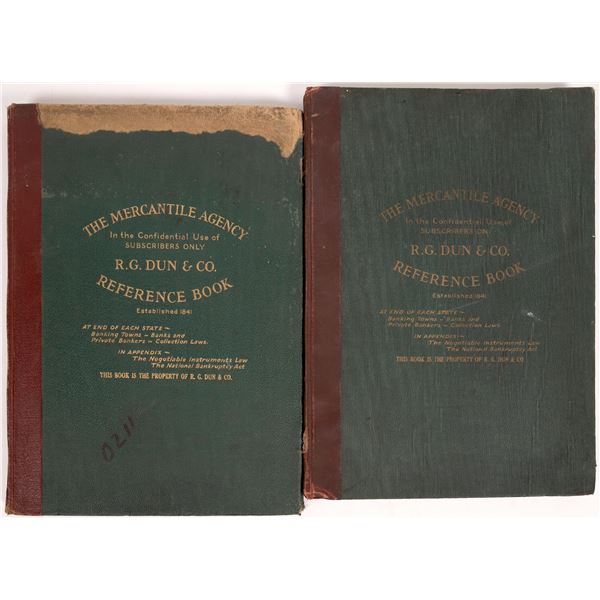 THE MERCANTILE AGENCY
In the Confidential Use of
SUBSCRIBERS ONLY
R.G. DUN & CO.
REFERENCE BOOK
Established 1841
AT END OF EACH STATE~
Banking Towns - Banks and
Private Bankers - Collection Laws.
IN APPENDIX~
The Negotiable Instruments Law
The National Bankruptcy Act
THIS BOOK IS THE PROPERTY OF R. G. DUN & CO.
THE MERCANTILE AGENCY
In the Confidential Use of
SUBSCRIBERS ONLY
R.G. DUN & CO.
REFERENCE BOOK
Established 1841
AT END OF EACH STATE~
Banking Towns - Banks and
Private Bankers - Collection Laws.
IN APPENDIX~
The Negotiable Instruments Law
The National Bankruptcy Act
THIS BOOK IS THE PROPERTY OF R. G. DUN & CO